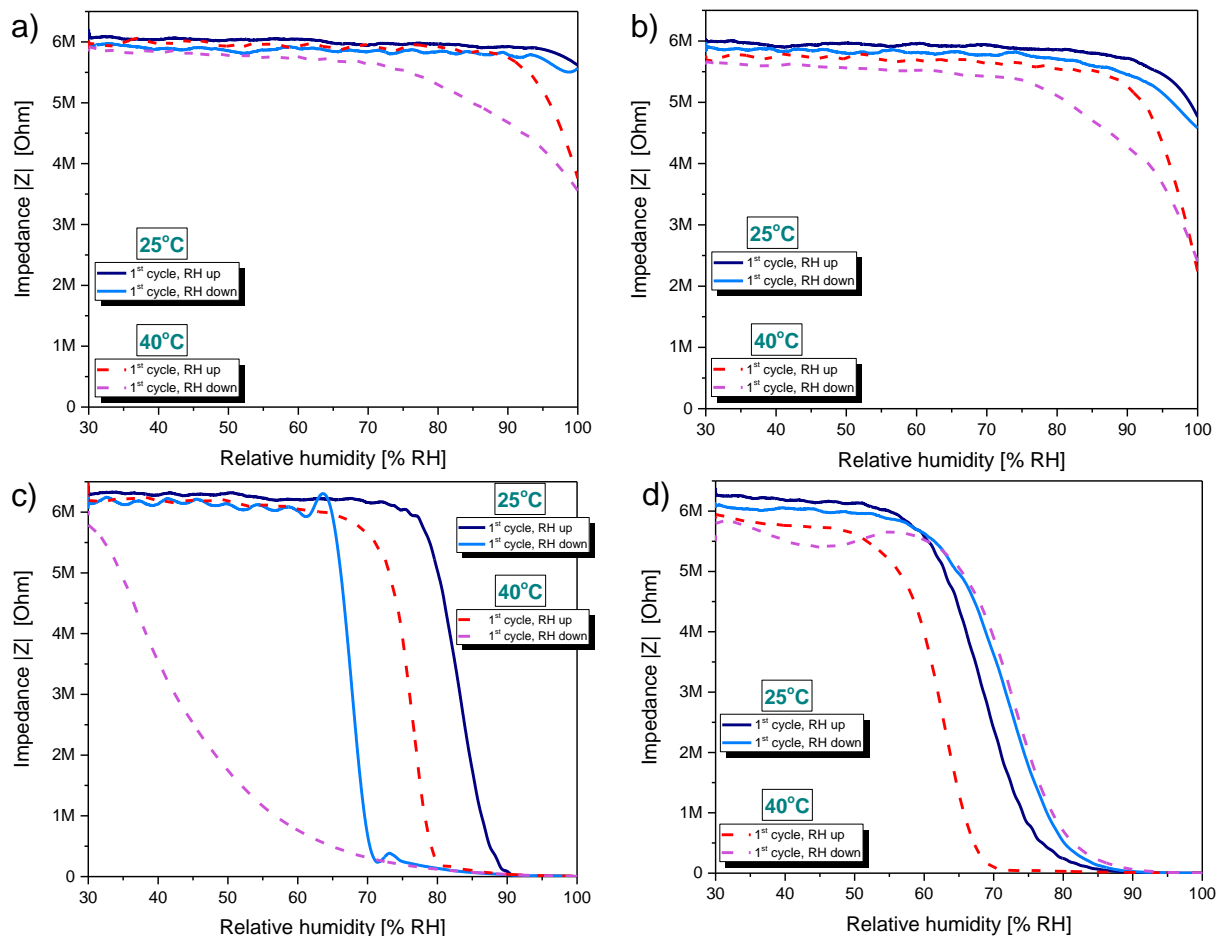 a)
Impedance |Z| [Ohm]
6M
5M
4M
3M
2M
1M
0
25°C
1st cycle, RH up
1st cycle, RH down
40°C
1st cycle, RH up
1st cycle, RH down
30 40 50 60 70 80 90 100
Relative humidity [% RH]
b)
Impedance |Z| [Ohm]
6M
5M
4M
3M
2M
1M
0
25°C
1st cycle, RH up
1st cycle, RH down
40°C
1st cycle, RH up
1st cycle, RH down
30 40 50 60 70 80 90 100
Relative humidity [% RH]
c)
Impedance |Z| [Ohm]
6M
5M
4M
3M
2M
1M
0
25°C
1st cycle, RH up
1st cycle, RH down
40°C
1st cycle, RH up
1st cycle, RH down
30 40 50 60 70 80 90 100
Relative humidity [% RH]
d)
Impedance |Z| [Ohm]
6M
5M
4M
3M
2M
1M
0
25°C
1st cycle, RH up
1st cycle, RH down
40°C
1st cycle, RH up
1st cycle, RH down
30 40 50 60 70 80 90 100
Relative humidity [% RH]